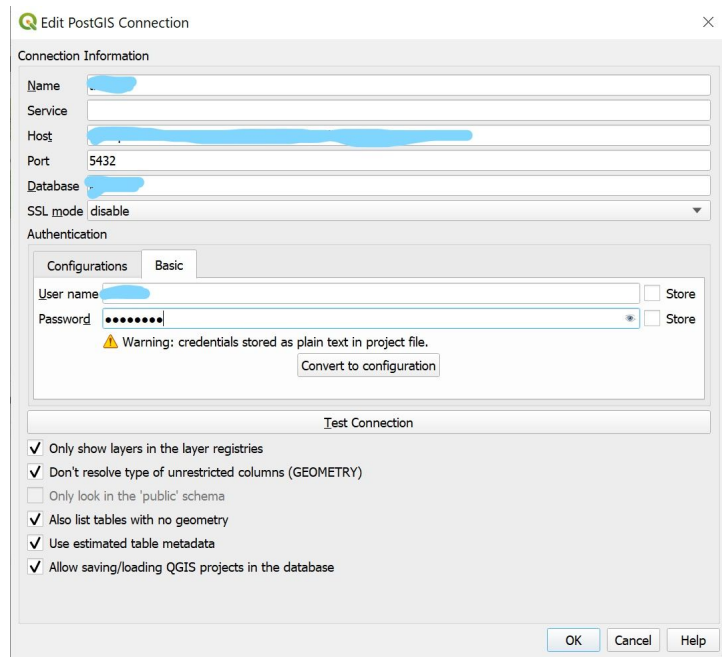 Edit PostGIS Connection
Connection Information
Name
Service
Host
Port 5432
Database
SSL mode disable
Authentication
Configurations Basic
User name Store
Password ●●●●●●●● Store
Warning: credentials stored as plain text in project file.
Convert to configuration
Test Connection
Only show layers in the layer registries
Don't resolve type of unrestricted columns (GEOMETRY)
Only look in the 'public' schema
Also list tables with no geometry
Use estimated table metadata
Allow saving/loading QGIS projects in the database
OK Cancel Help